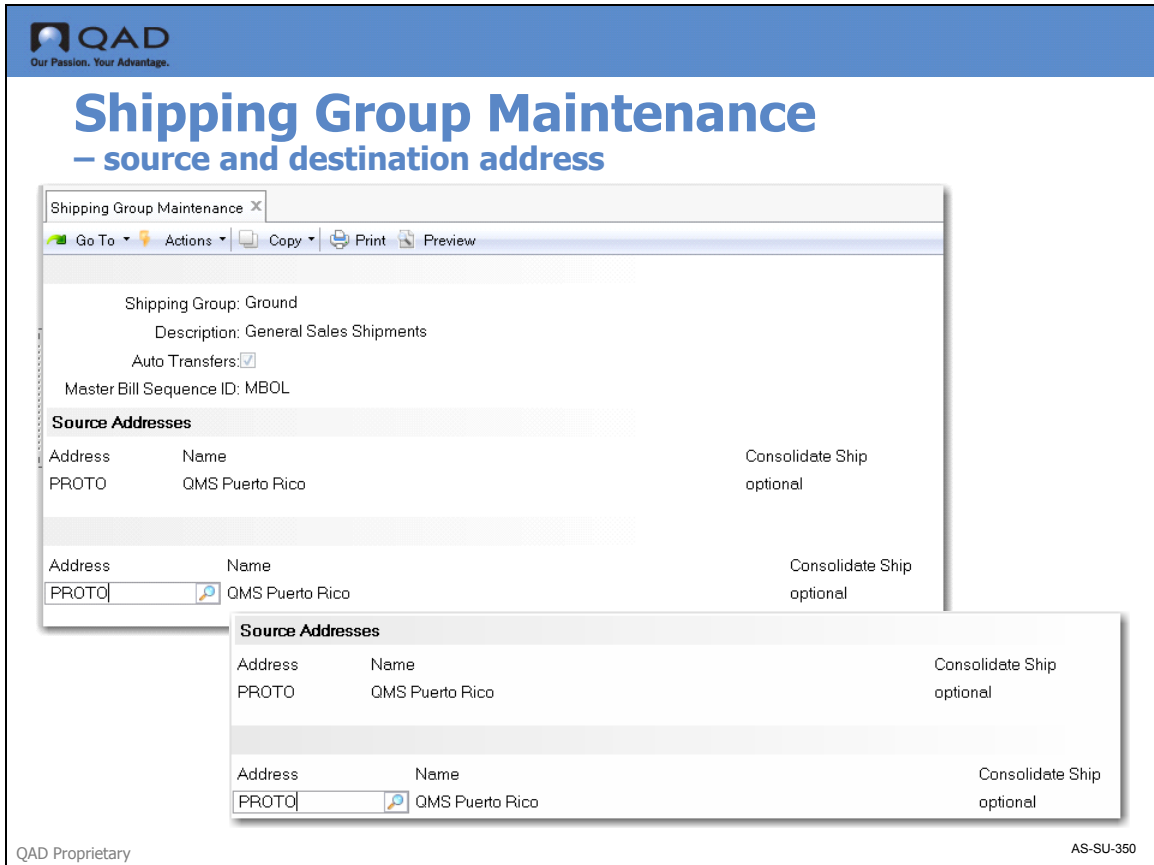 QAD
Our Passion. Your Advantage.
Shipping Group Maintenance
– source and destination address
Shipping Group Maintenance X
Go To Actions Copy Print Preview
Shipping Group: Ground
Description: General Sales Shipments
Auto Transfers:
Master Bill Sequence ID: MBOL
Source Addresses
Address Name Consolidate Ship
PROTO QMS Puerto Rico optional
Address Name Consolidate Ship
PROTO QMS Puerto Rico optional
Source Addresses
Address Name Consolidate Ship
PROTO QMS Puerto Rico optional
Address Name Consolidate Ship
PROTO QMS Puerto Rico optional
QAD Proprietary
AS-SU-350